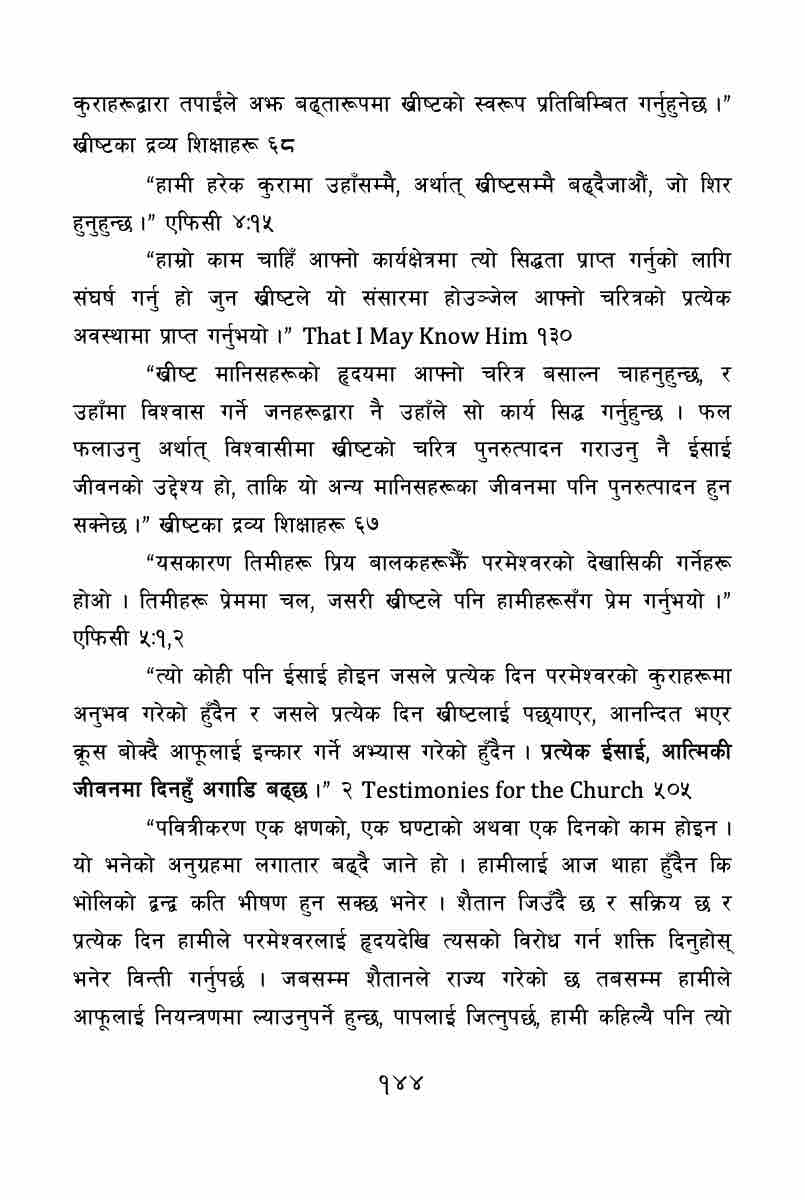 कुराहरूद्वारा तपाईंले अझ बढ्तारूपमा ख्रीष्टको स्वरूप प्रतिबिम्बित गर्नुहुनेछ ।”
ख्रीष्टका द्रव्य शिक्षाहरू ६८
“हामी हरेक कुरामा उहाँसम्मै, अर्थात् ख्रीष्टसम्मै बढ्दैजाऔं, जो शिर
हुनुहुन्छ ।” एफिसी ४:१५
“हाम्रो काम चाहिँ आफ्नो कार्यक्षेत्रमा त्यो सिद्धता प्राप्त गर्नुको लागि
संघर्ष गर्नु हो जुन ख्रीष्टले यो संसारमा होउञ्जेल आफ्नो चरित्रको प्रत्येक
अवस्थामा प्राप्त गर्नुभयो ।” That I May Know Him १३०
“ख्रीष्ट मानिसहरूको हृदयमा आफ्नो चरित्र बसाल्न चाहनुहुन्छ, र
उहाँमा विश्वास गर्ने जनहरूद्वारा नै उहाँले सो कार्य सिद्ध गर्नुहुन्छ । फल
फलाउनु अर्थात् विश्वासीमा ख्रीष्टको चरित्र पुनरुत्पादन गराउनु नै ईसाई
जीवनको उद्देश्य हो, ताकि यो अन्य मानिसहरूका जीवनमा पनि पुनरुत्पादन हुन
सक्नेछ ।” ख्रीष्टका द्रव्य शिक्षाहरू ६७
“यसकारण तिमीहरू प्रिय बालकहरूझैँ परमेश्वरको देखासिकी गर्नेहरू
होओ । तिमीहरू प्रेममा चल, जसरी ख्रीष्टले पनि हामीहरूसँग प्रेम गर्नुभयो ।”
एफिसी ५:१,२
“त्यो कोही पनि ईसाई होइन जसले प्रत्येक दिन परमेश्वरको कुराहरूमा
अनुभव गरेको हुँदैन र जसले प्रत्येक दिन ख्रीष्टलाई पछ्याएर, आनन्दित भएर
क्रूस बोक्दै आफूलाई इन्कार गर्ने अभ्यास गरेको हुँदैन । प्रत्येक ईसाई, आत्मिकी
जीवनमा दिनहुँ अगाडि बढ्छ ।” २ Testimonies for the Church ५०५
“पवित्रीकरण एक क्षणको, एक घण्टाको अथवा एक दिनको काम होइन ।
यो भनेको अनुग्रहमा लगातार बढ्दै जाने हो । हामीलाई आज थाहा हुँदैन कि
भोलिको द्वन्द्व कति भीषण हुन सक्छ भनेर । शैतान जिउँदै छ र सक्रिय छ र
प्रत्येक दिन हामीले परमेश्वरलाई हृदयदेखि त्यसको विरोध गर्न शक्ति दिनुहोस्
भनेर विन्ती गर्नुपर्छ । जबसम्म शैतानले राज्य गरेको छ तबसम्म हामीले
आफूलाई नियन्त्रणमा ल्याउनुपर्ने हुन्छ, पापलाई जित्नुपर्छ, हामी कहिल्यै पनि त्यो
१४४